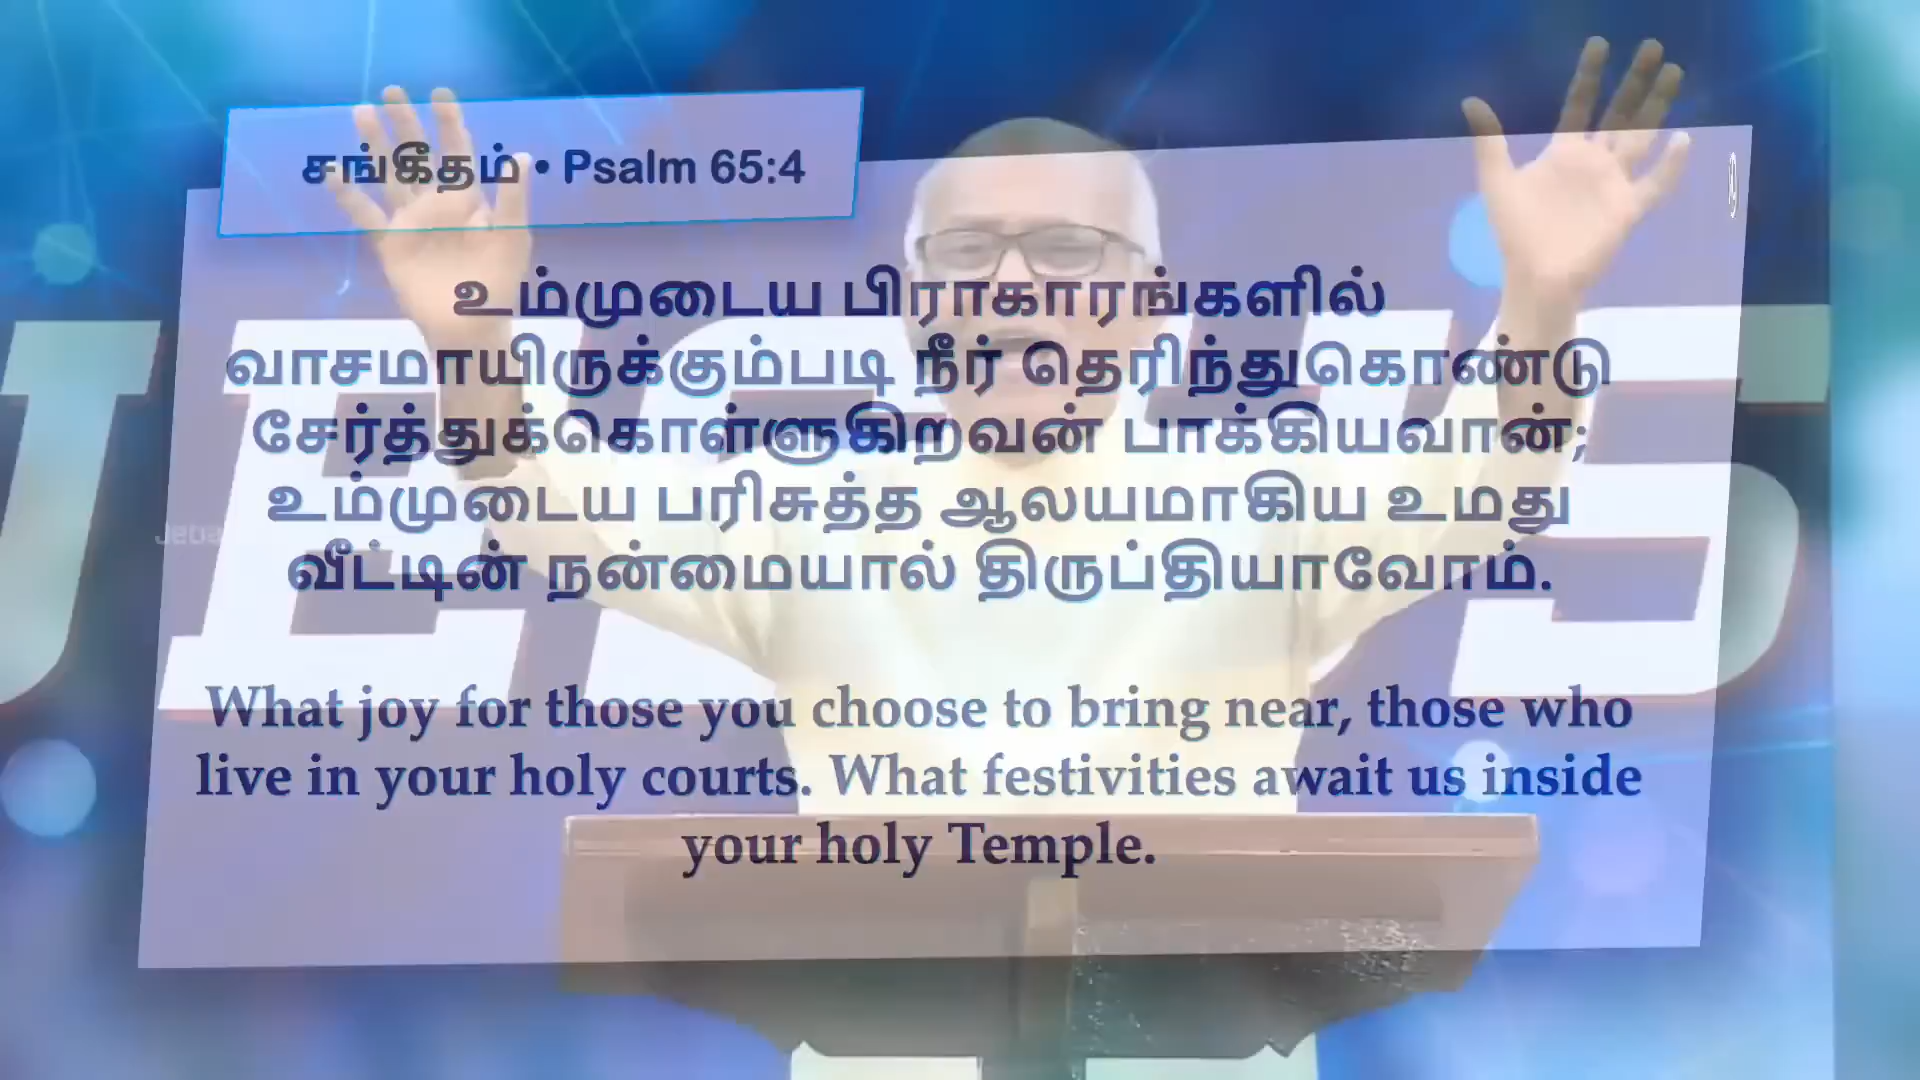 சங்கீதம் • Psalm 65:4
உம்முடைய பிராகாரங்களில்
வாசமாயிருக்கும்படி நீர் தெரிந்துகொண்டு
சேர்த்துக்கொள்ளுகிறவன் பாக்கியவான்;
உம்முடைய பரிசுத்த ஆலயமாகிய உமது
வீட்டின் நன்மையால் திருப்தியாவோம்.
What joy for those you choose to bring near, those who
live in your holy courts. What festivities await us inside
your holy Temple.